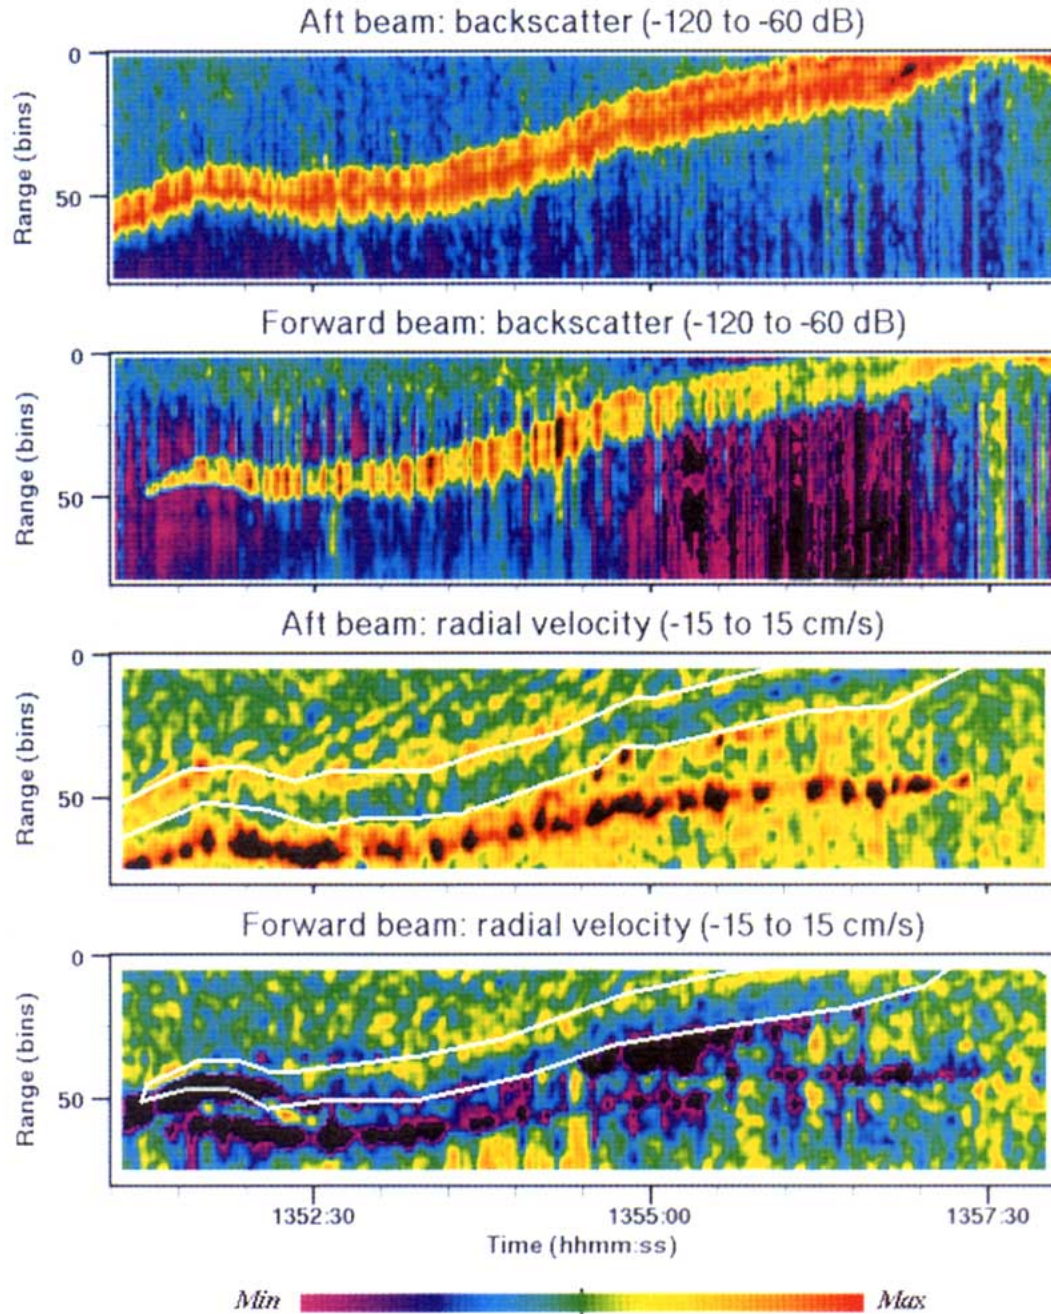 Aft beam: backscatter (-120 to -60 dB)
0
50
Range (bins)
Forward beam: backscatter (-120 to -60 dB)
0
50
Range (bins)
Aft beam: radial velocity (-15 to 15 cm/s)
0
50
Range (bins)
Forward beam: radial velocity (-15 to 15 cm/s)
0
50
Range (bins)
1352:30 1355:00 1357:30
Time (hhmm:ss)
Min Max